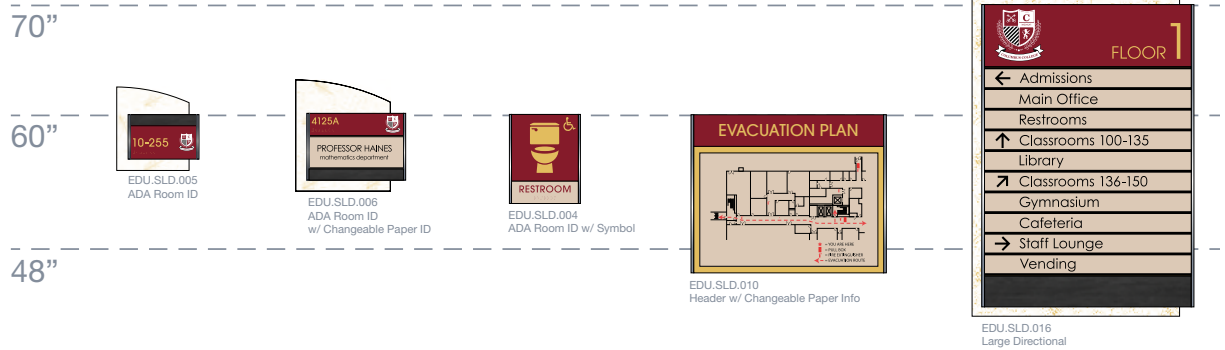 70”
60”
48”
10-255
EDU.SLD.005
ADA Room ID
4125A
PROFESSOR HAINES
mathematics department
EDU.SLD.006
ADA Room ID
w/ Changeable Paper ID
RESTROOM
EDU.SLD.004
ADA Room ID w/ Symbol
EVACUATION PLAN
= YOU ARE HERE
= PULL BOX
= FIRE EXTINGUISHER
= EVACUATION ROUTE
EDU.SLD.010
Header w/ Changeable Paper Info
C
COLUMBUS COLLEGE
FLOOR 1
← Admissions
Main Office
Restrooms
↑ Classrooms 100-135
Library
↗ Classrooms 136-150
Gymnasium
Cafeteria
→ Staff Lounge
Vending
EDU.SLD.016
Large Directional